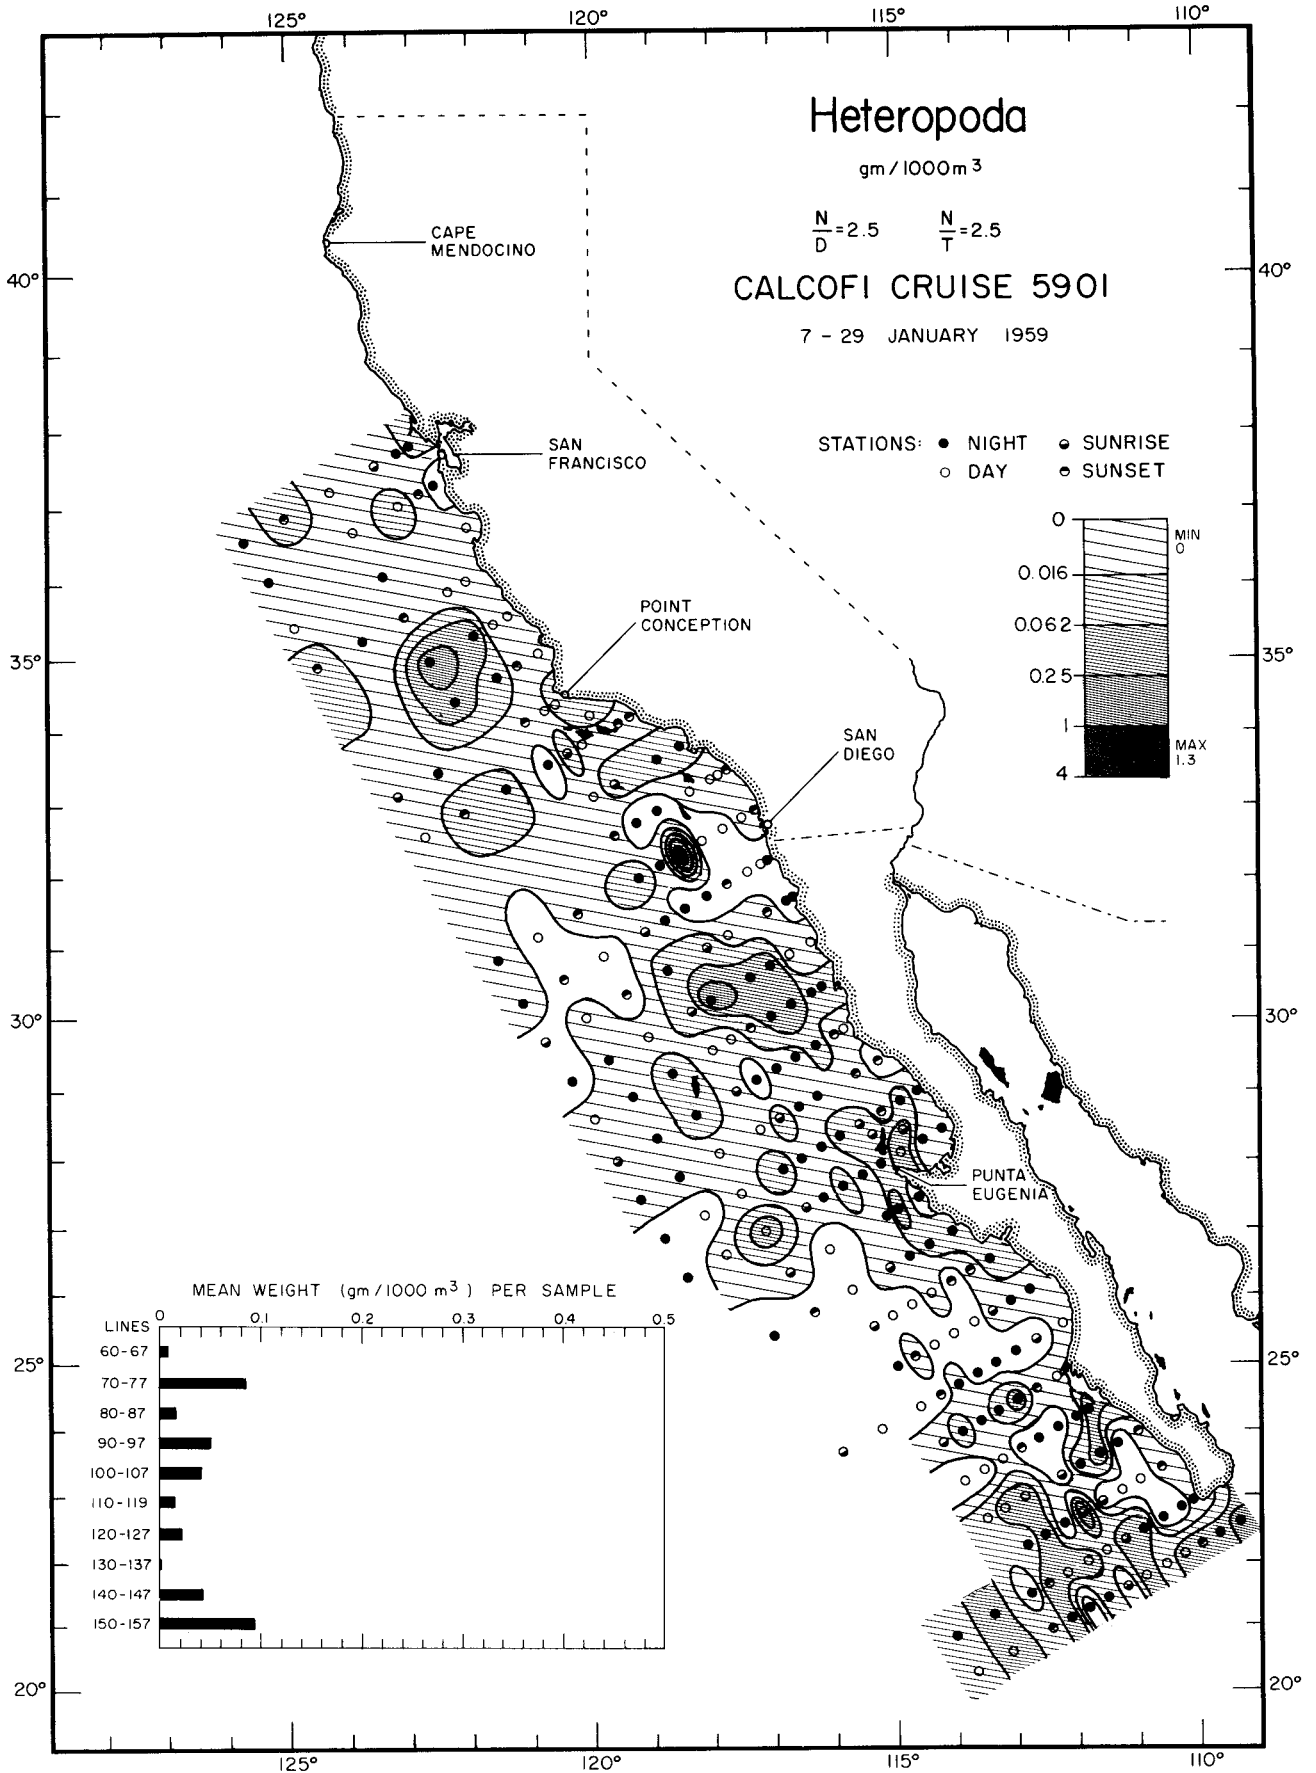 125° 120° 115° 110°
Heteropoda
gm/1000m³
N/D=2.5 N/T=2.5
CALCOFI CRUISE 5901
7 - 29 JANUARY 1959
CAPE
MENDOCINO
40° 40°
STATIONS: ● NIGHT ◒ SUNRISE
○ DAY ◓ SUNSET
SAN
FRANCISCO
0
MIN
0
0.016
0.062
0.25
1
MAX
1.3
4
POINT
CONCEPTION
35° 35°
SAN
DIEGO
30° 30°
PUNTA
EUGENIA
MEAN WEIGHT (gm/1000 m³) PER SAMPLE
LINES 0 0.1 0.2 0.3 0.4 0.5
60-67
70-77
80-87
90-97
100-107
110-119
120-127
130-137
140-147
150-157
25° 25°
20° 20°
125° 120° 115° 110°